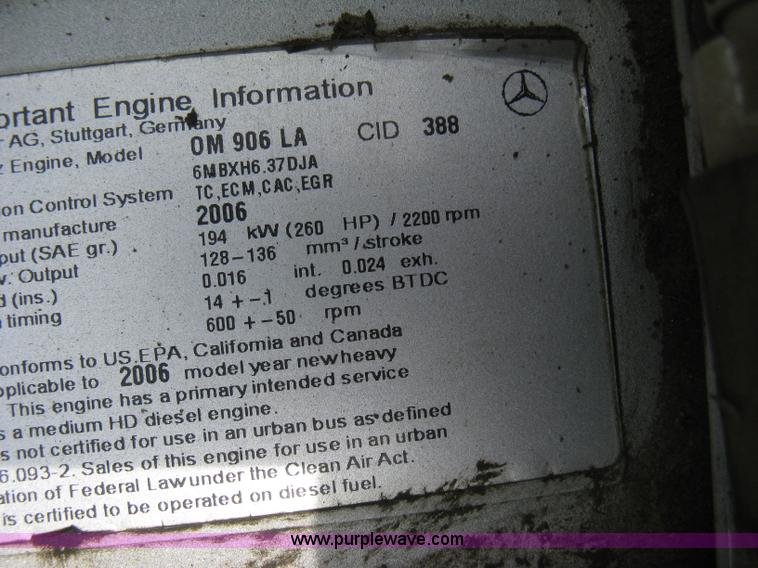 ortant Engine Information
r AG, Stuttgart, Germany
z Engine, Model OM 906 LA CID 388
6MBXH6.37DJA
on Control System TC,ECM,CAC,EGR
manufacture 2006
put (SAE gr.) 194 kW (260 HP) / 2200 rpm
v. Output 128-136 mm³/stroke
d (ins.) 0.016 int. 0.024 exh.
timing 14 +-1 degrees BTDC
600 +-50 rpm
onforms to US.EPA, California and Canada
pplicable to 2006 model year new heavy
. This engine has a primary intended service
s a medium HD diesel engine.
s not certified for use in an urban bus as defined
6.093-2. Sales of this engine for use in an urban
ation of Federal Law under the Clean Air Act.
is certified to be operated on diesel fuel.
www.purplewave.com